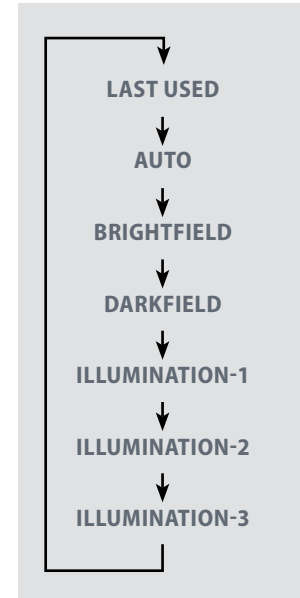 LAST USED
AUTO
BRIGHTFIELD
DARKFIELD
ILLUMINATION-1
ILLUMINATION-2
ILLUMINATION-3